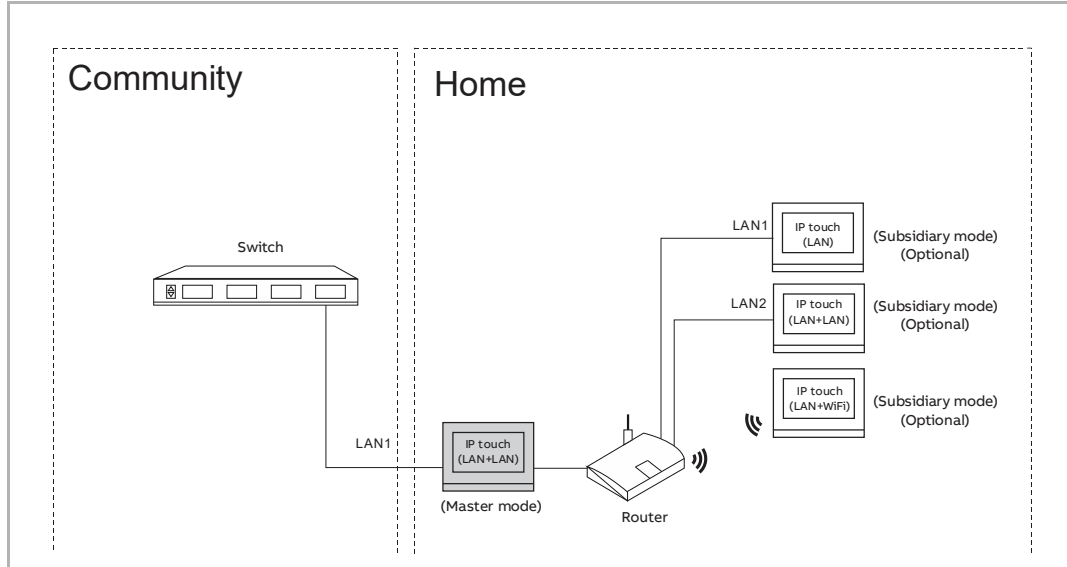 Community
Home
Switch
LAN1
IP touch
(LAN)
(Subsidiary mode)
(Optional)
LAN2
IP touch
(LAN+LAN)
(Subsidiary mode)
(Optional)
IP touch
(LAN+WiFi)
(Subsidiary mode)
(Optional)
LAN1
IP touch
(LAN+LAN)
(Master mode)
Router